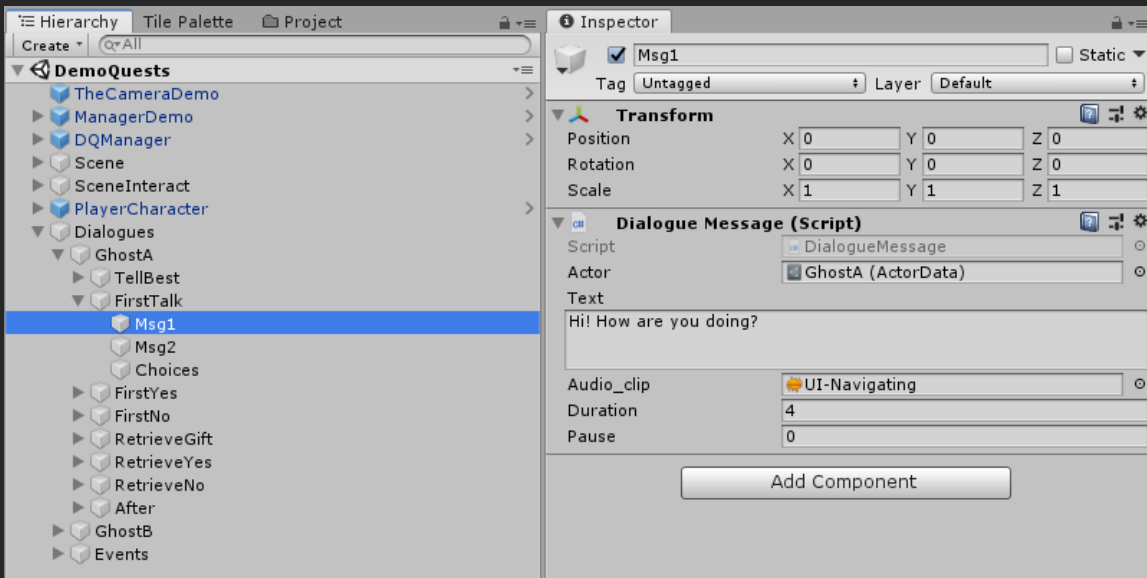 Hierarchy Tile Palette Project
Create All
DemoQuests
TheCameraDemo
ManagerDemo
DQManager
Scene
SceneInteract
PlayerCharacter
Dialogues
GhostA
TellBest
FirstTalk
Msg1
Msg2
Choices
FirstYes
FirstNo
RetrieveGift
RetrieveYes
RetrieveNo
After
GhostB
Events
Inspector
Msg1 Static
Tag Untagged Layer Default
Transform
Position X 0 Y 0 Z 0
Rotation X 0 Y 0 Z 0
Scale X 1 Y 1 Z 1
c# Dialogue Message (Script)
Script DialogueMessage
Actor GhostA (ActorData)
Text
Hi! How are you doing?
Audio_clip UI-Navigating
Duration 4
Pause 0
Add Component